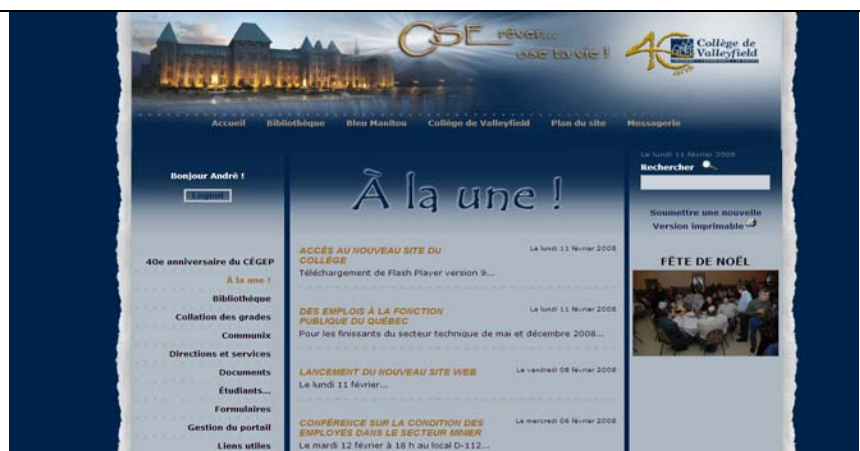 CSE rêver...
ose ta vie !
40 ans
Collège de
Valleyfield
Accueil Bibliothèque Bleu Manitou Collège de Valleyfield Plan du site Messagerie
Bonjour Andrè !
Logout
40e anniversaire du CÉGEP
À la une !
Bibliothèque
Collation des grades
Communix
Directions et services
Documents
Étudiants...
Formulaires
Gestion du portail
Liens utiles
À la une !
ACCÈS AU NOUVEAU SITE DU
COLLÈGE
Le lundi 11 février 2008
Téléchargement de Flash Player version 9...
DES EMPLOIS À LA FONCTION
PUBLIQUE DU QUÉBEC
Le lundi 11 février 2008
Pour les finissants du secteur technique de mai et décembre 2008...
LANCEMENT DU NOUVEAU SITE WEB
Le vendredi 08 février 2008
Le lundi 11 février...
CONFÉRENCE SUR LA CONDITION DES
EMPLOYÉS DANS LE SECTEUR MINIER
Le mercredi 06 février 2008
Le mardi 12 février à 18 h au local D-112...
Le lundi 11 février 2008
Rechercher
Soumettre une nouvelle
Version imprimable
FÊTE DE NOËL